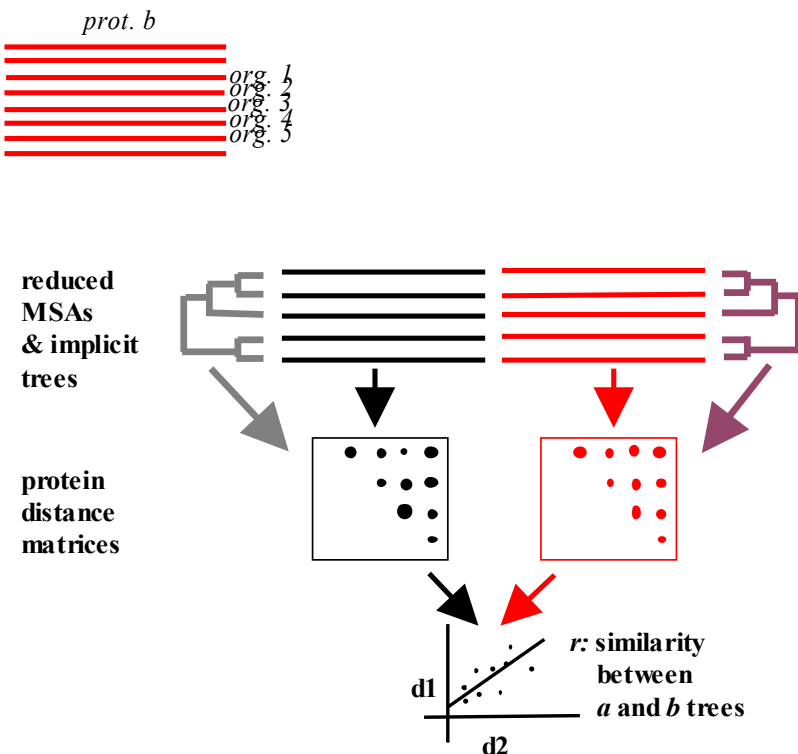 prot. b
org. 1
org. 2
org. 3
org. 4
org. 5
reduced
MSAs
& implicit
trees
protein
distance
matrices
r: similarity
between
a and b trees
d1
d2